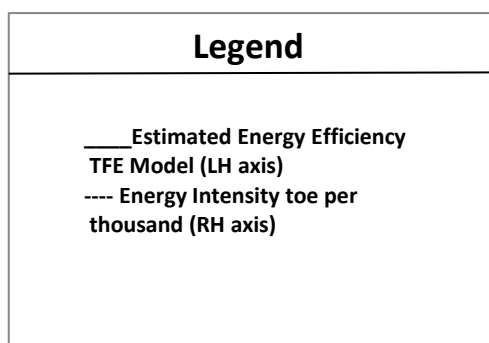 Legend
____Estimated Energy Efficiency
TFE Model (LH axis)
---- Energy Intensity toe per
thousand (RH axis)